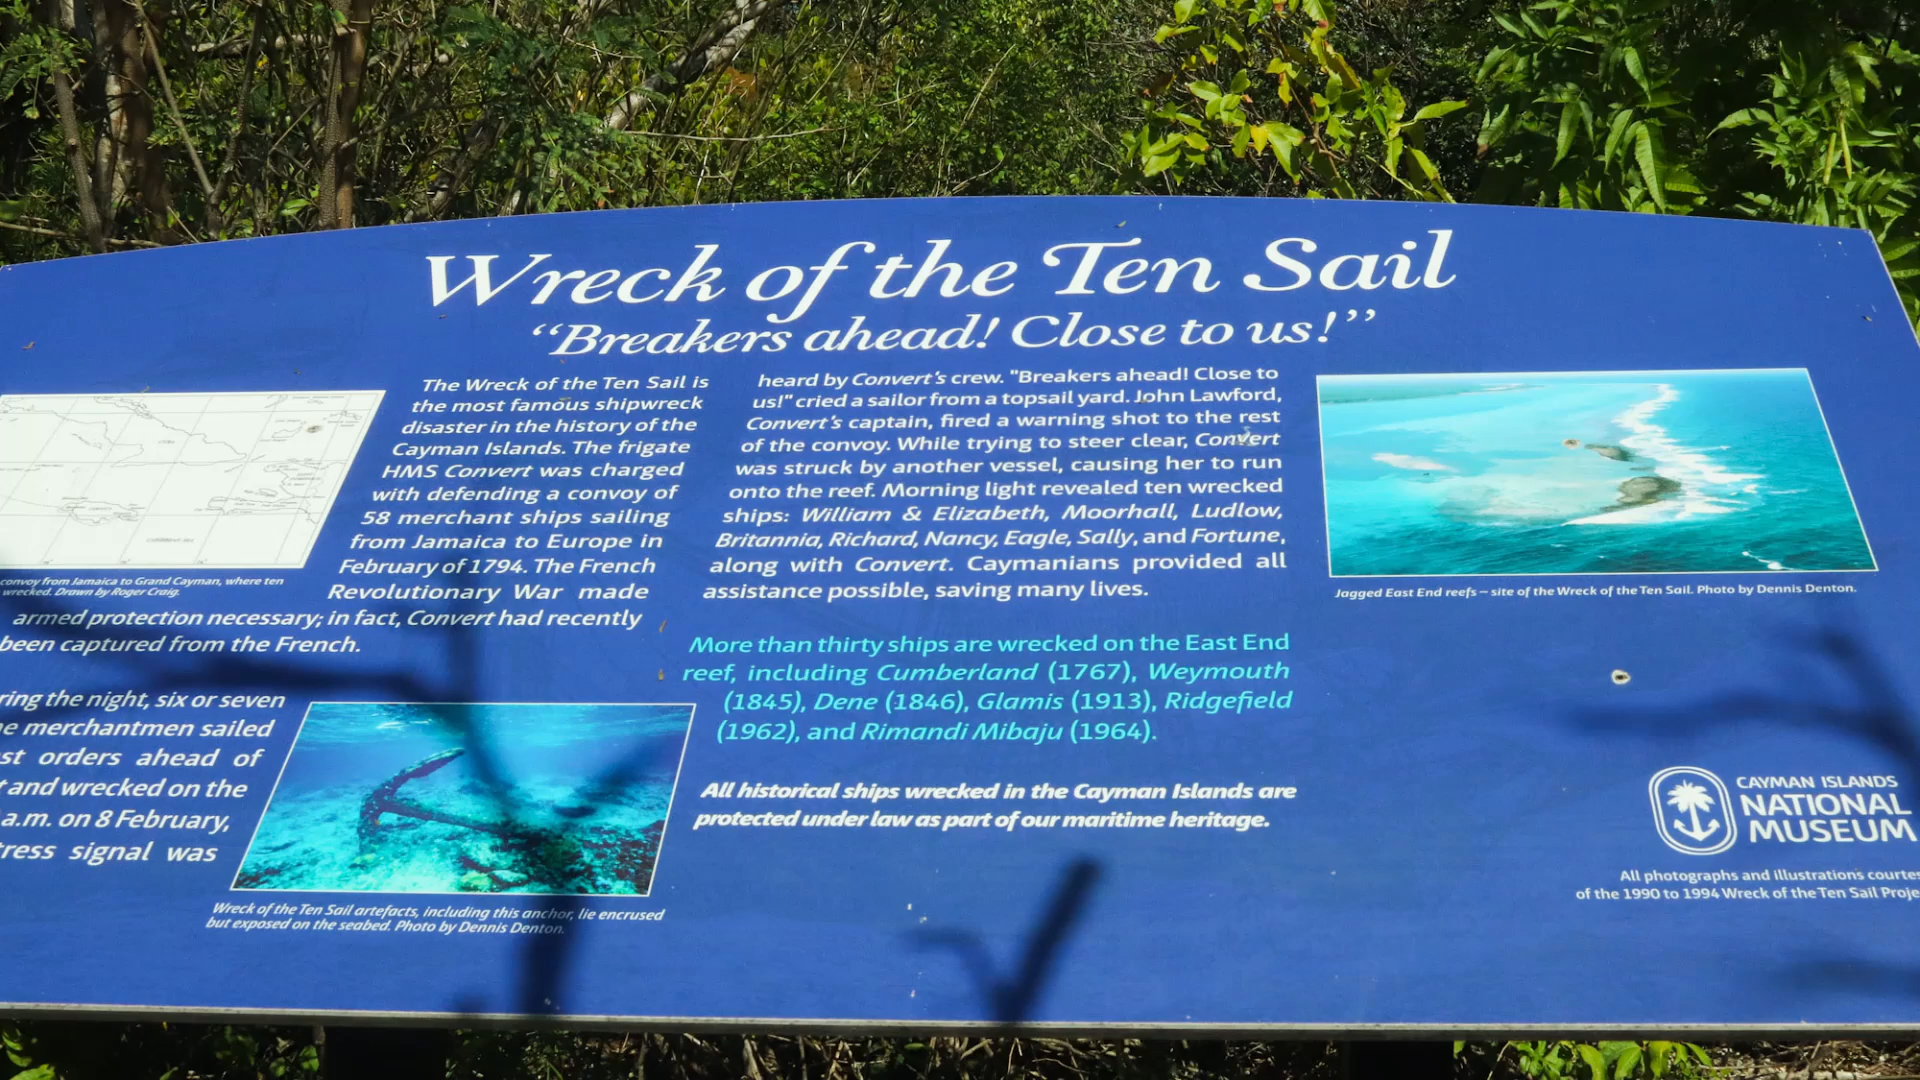 Wreck of the Ten Sail
“Breakers ahead! Close to us!”
convoy from Jamaica to Grand Cayman, where ten
wrecked. Drawn by Roger Craig.
The Wreck of the Ten Sail is
the most famous shipwreck
disaster in the history of the
Cayman Islands. The frigate
HMS Convert was charged
with defending a convoy of
58 merchant ships sailing
from Jamaica to Europe in
February of 1794. The French
Revolutionary War made
armed protection necessary; in fact, Convert had recently
been captured from the French.
ring the night, six or seven
merchantmen sailed
orders ahead of
and wrecked on the
a.m. on 8 February,
signal was
Wreck of the Ten Sail artefacts, including this anchor, lie encrused
but exposed on the seabed. Photo by Dennis Denton.
heard by Convert's crew. "Breakers ahead! Close to
us!" cried a sailor from a topsail yard. John Lawford,
Convert's captain, fired a warning shot to the rest
of the convoy. While trying to steer clear, Convert
was struck by another vessel, causing her to run
onto the reef. Morning light revealed ten wrecked
ships: William & Elizabeth, Moorhall, Ludlow,
Britannia, Richard, Nancy, Eagle, Sally, and Fortune,
along with Convert. Caymanians provided all
assistance possible, saving many lives.
More than thirty ships are wrecked on the East End
reef, including Cumberland (1767), Weymouth
(1845), Dene (1846), Glamis (1913), Ridgefield
(1962), and Rimandi Mibaju (1964).
All historical ships wrecked in the Cayman Islands are
protected under law as part of our maritime heritage.
Jagged East End reefs – site of the Wreck of the Ten Sail. Photo by Dennis Denton.
CAYMAN ISLANDS
NATIONAL
MUSEUM
All photographs and illustrations courtes
of the 1990 to 1994 Wreck of the Ten Sail Proje